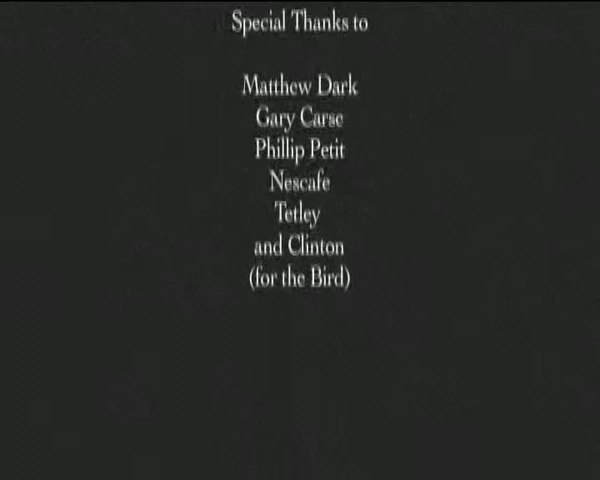 Special Thanks to
Matthew Dark
Gary Carse
Phillip Petit
Nescafe
Tetley
and Clinton
(for the Bird)